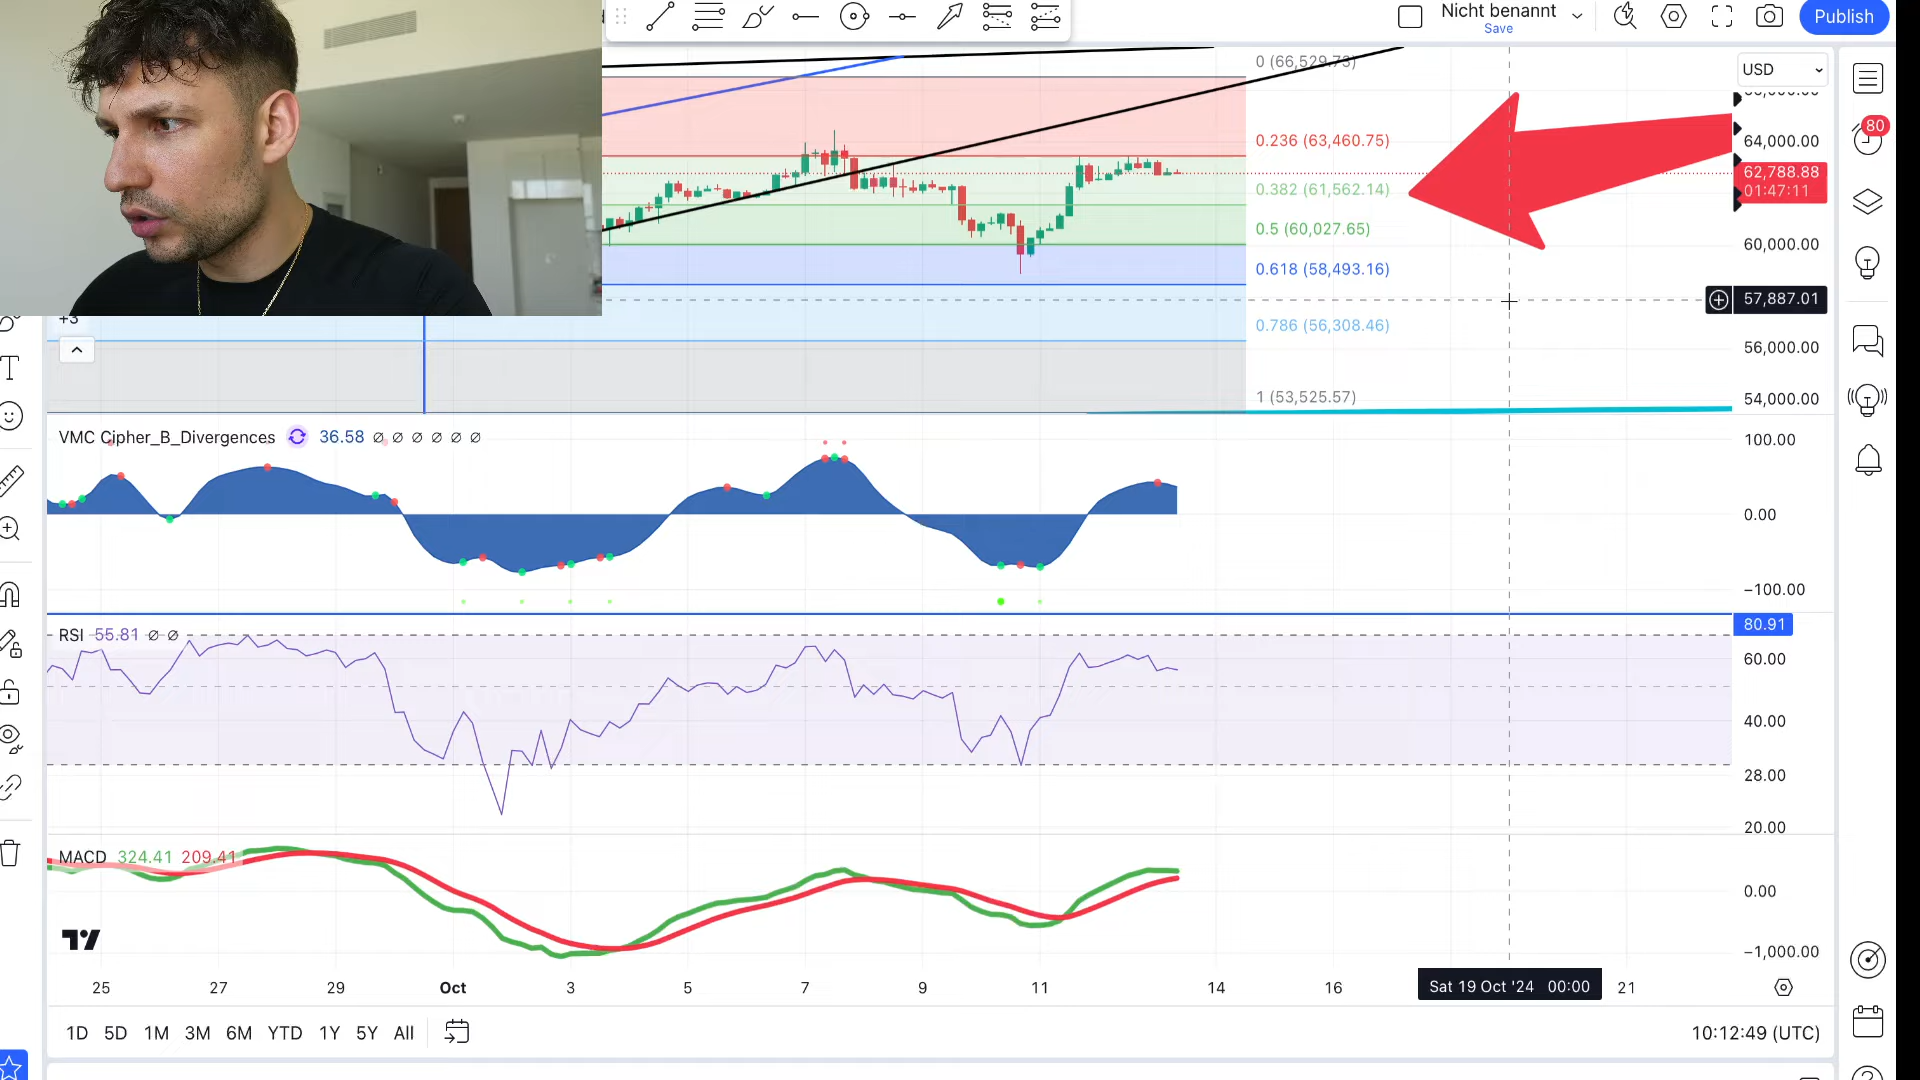 Nicht benannt
Save
Publish
USD
0 (66,529.73)
0.236 (63,460.75)
64,000.00
80
62,788.88
01:47:11
0.382 (61,562.14)
0.5 (60,027.65)
60,000.00
0.618 (58,493.16)
57,887.01
+3
0.786 (56,308.46)
56,000.00
1 (53,525.57)
54,000.00
VMC Cipher_B_Divergences 36.58 ∅ ∅ ∅ ∅ ∅ ∅
100.00
0.00
−100.00
RSI 55.81 ∅ ∅
80.91
60.00
40.00
28.00
20.00
MACD 324.41 209.41
0.00
−1,000.00
25 27 29 Oct 3 5 7 9 11 14 16 Sat 19 Oct '24 00:00 21
1D 5D 1M 3M 6M YTD 1Y 5Y All
10:12:49 (UTC)